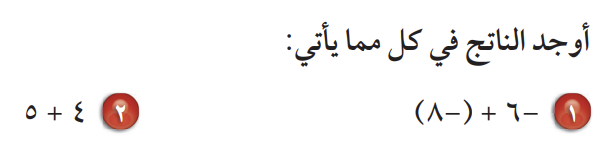 أوجد الناتج في كل مما يأتي:
١ –٦ + (–٨) ٢ ٤ + ٥